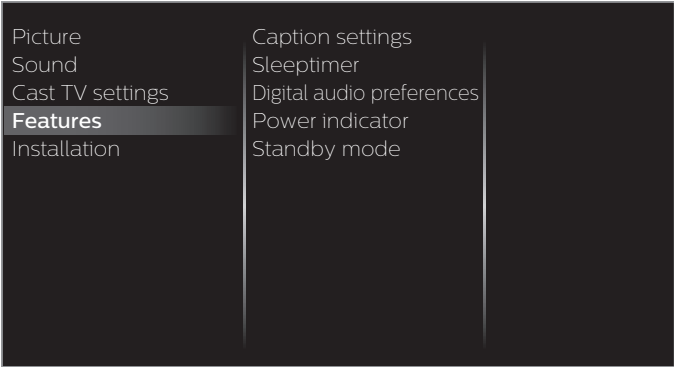 Picture
Sound
Cast TV settings
Features
Installation
Caption settings
Sleeptimer
Digital audio preferences
Power indicator
Standby mode